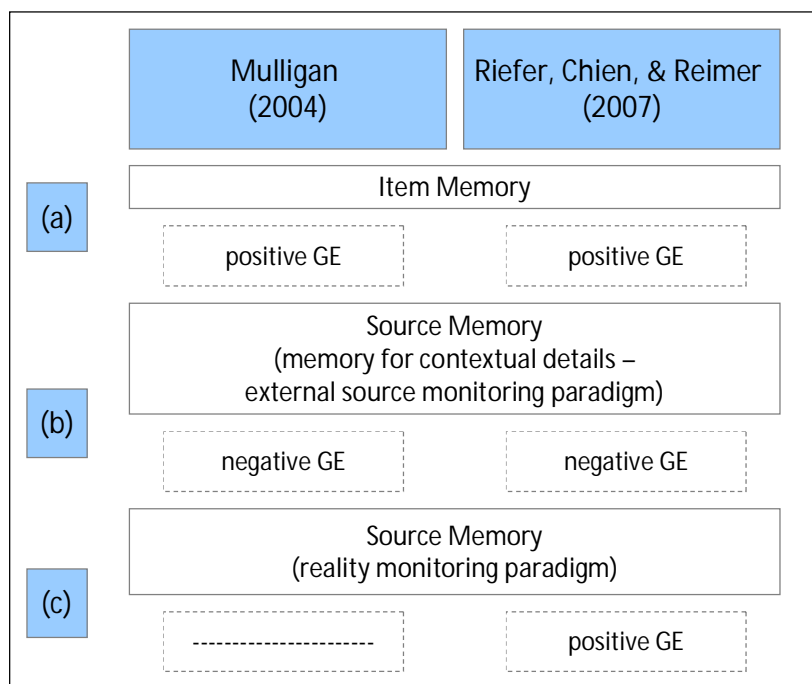 Mulligan
(2004)
Riefer, Chien, & Reimer
(2007)
(a)
Item Memory
positive GE
positive GE
(b)
Source Memory
(memory for contextual details –
external source monitoring paradigm)
negative GE
negative GE
(c)
Source Memory
(reality monitoring paradigm)
----------------------
positive GE